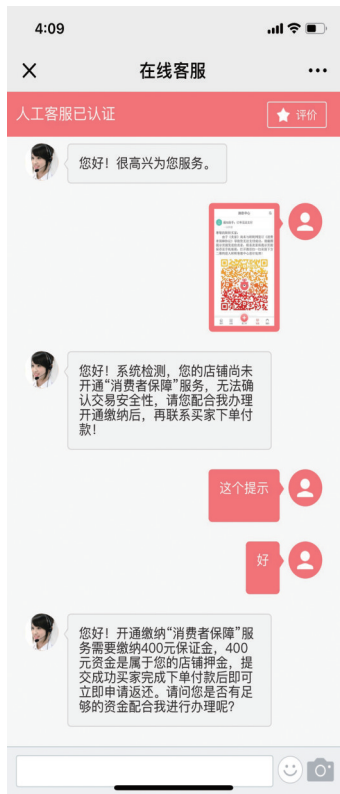 4:09
在线客服
人工客服已认证
评价
您好！很高兴为您服务。
您好！系统检测，您的店铺尚未
开通“消费者保障”服务，无法确
认交易安全性，请您配合我办理
开通缴纳后，再联系买家下单付
款！
这个提示
好
您好！开通缴纳“消费者保障”服
务需要缴纳400元保证金，400
元资金是属于您的店铺押金，提
交成功买家完成下单付款后即可
立即申请返还。请问您是否有足
够的资金配合我进行办理呢？